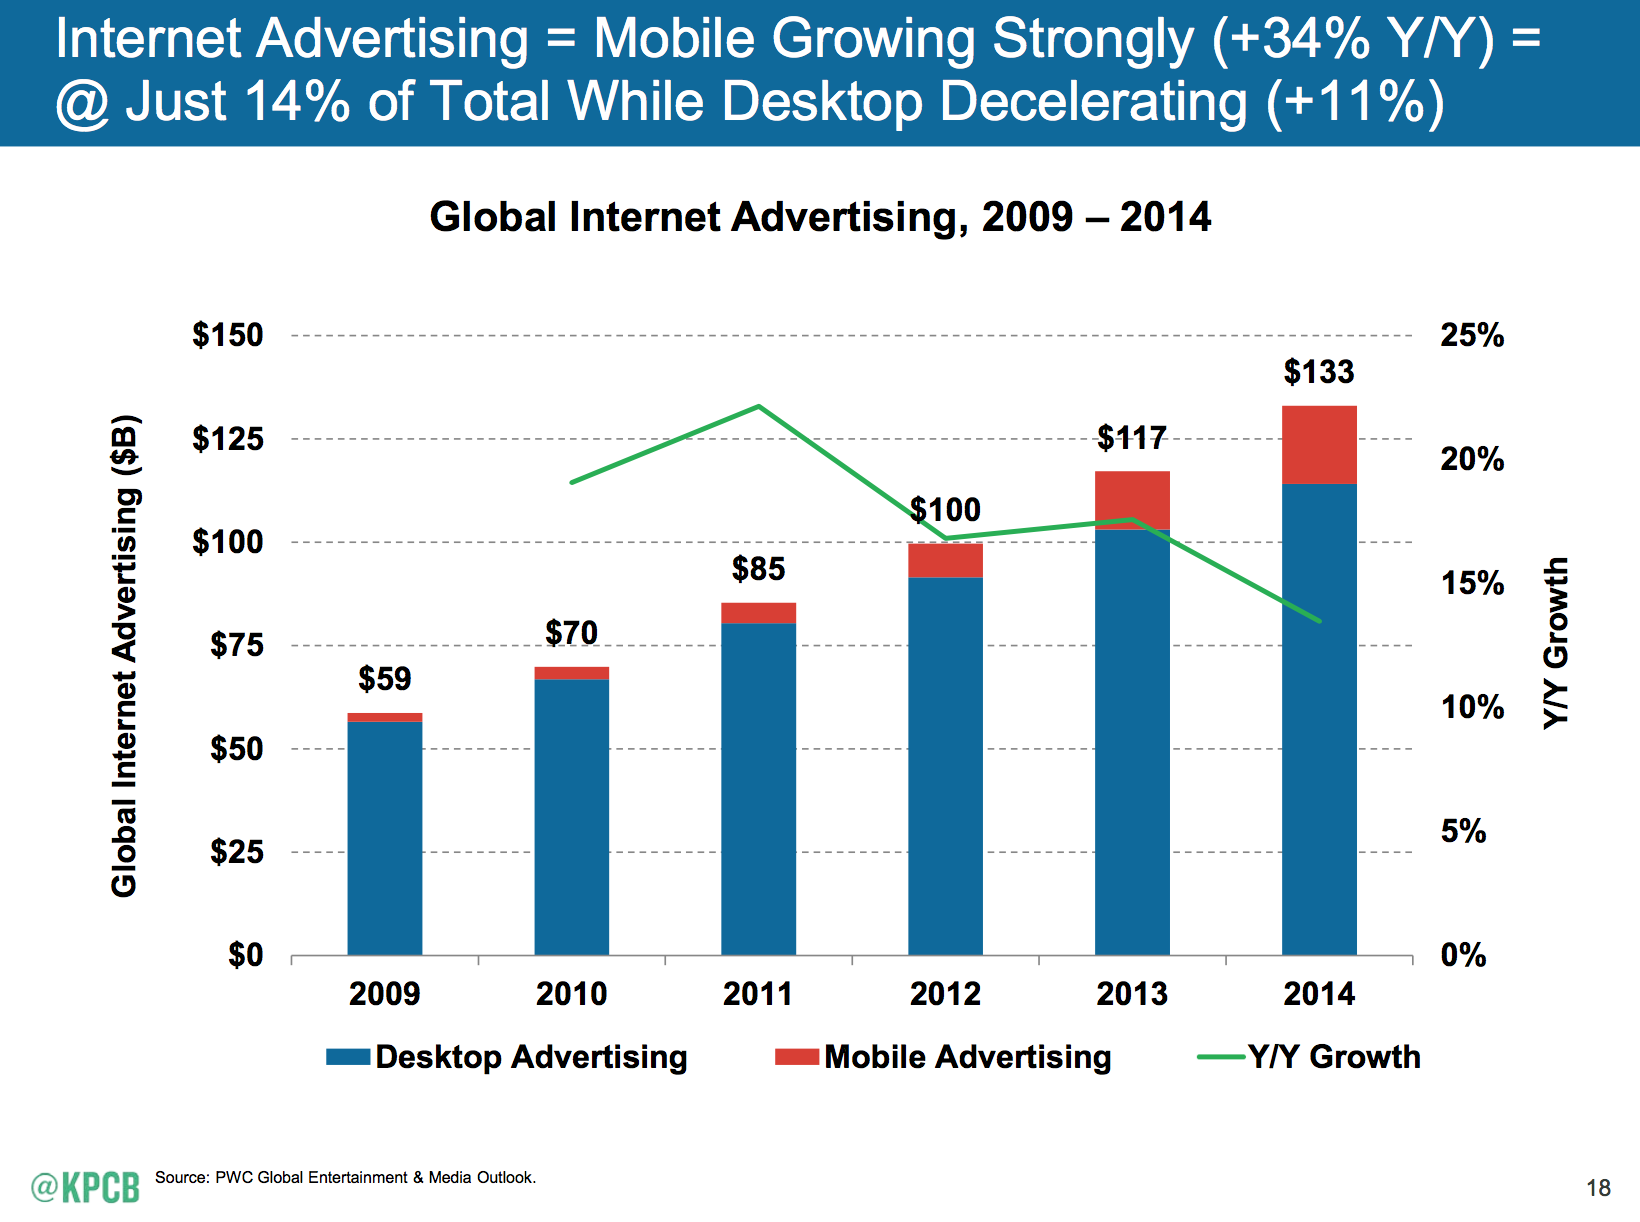 Internet Advertising = Mobile Growing Strongly (+34% Y/Y) =
@ Just 14% of Total While Desktop Decelerating (+11%)
Global Internet Advertising, 2009 – 2014
Global Internet Advertising ($B)
$150
$125
$100
$75
$50
$25
$0
$59
$70
$85
$100
$117
$133
25%
20%
15%
10%
5%
0%
Y/Y Growth
2009 2010 2011 2012 2013 2014
Desktop Advertising Mobile Advertising Y/Y Growth
@KPCB Source: PWC Global Entertainment & Media Outlook.
18